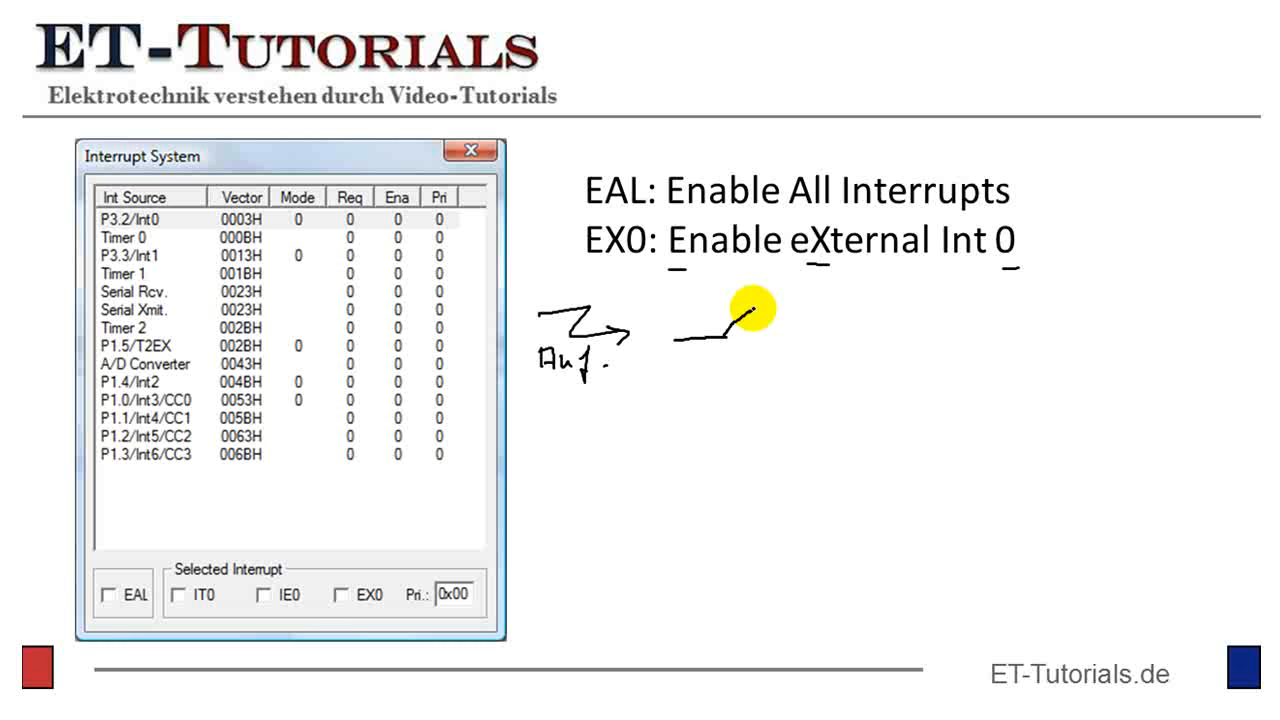 ET-TUTORIALS
Elektrotechnik verstehen durch Video-Tutorials
Interrupt System
Int Source Vector Mode Req Ena Pri
P3.2/Int0 0003H 0 0 0 0
Timer 0 000BH 0 0 0
P3.3/Int1 0013H 0 0 0 0
Timer 1 001BH 0 0 0
Serial Rcv. 0023H 0 0 0
Serial Xmit. 0023H 0 0 0
Timer 2 002BH 0 0 0
P1.5/T2EX 002BH 0 0 0 0
A/D Converter 0043H 0 0 0
P1.4/Int2 004BH 0 0 0 0
P1.0/Int3/CC0 0053H 0 0 0 0
P1.1/Int4/CC1 005BH 0 0 0
P1.2/Int5/CC2 0063H 0 0 0
P1.3/Int6/CC3 006BH 0 0 0
Selected Interrupt
EAL IT0 IE0 EX0 Pri.: 0x00
EAL: Enable All Interrupts
EX0: Enable eXternal Int 0
Anf.
ET-Tutorials.de